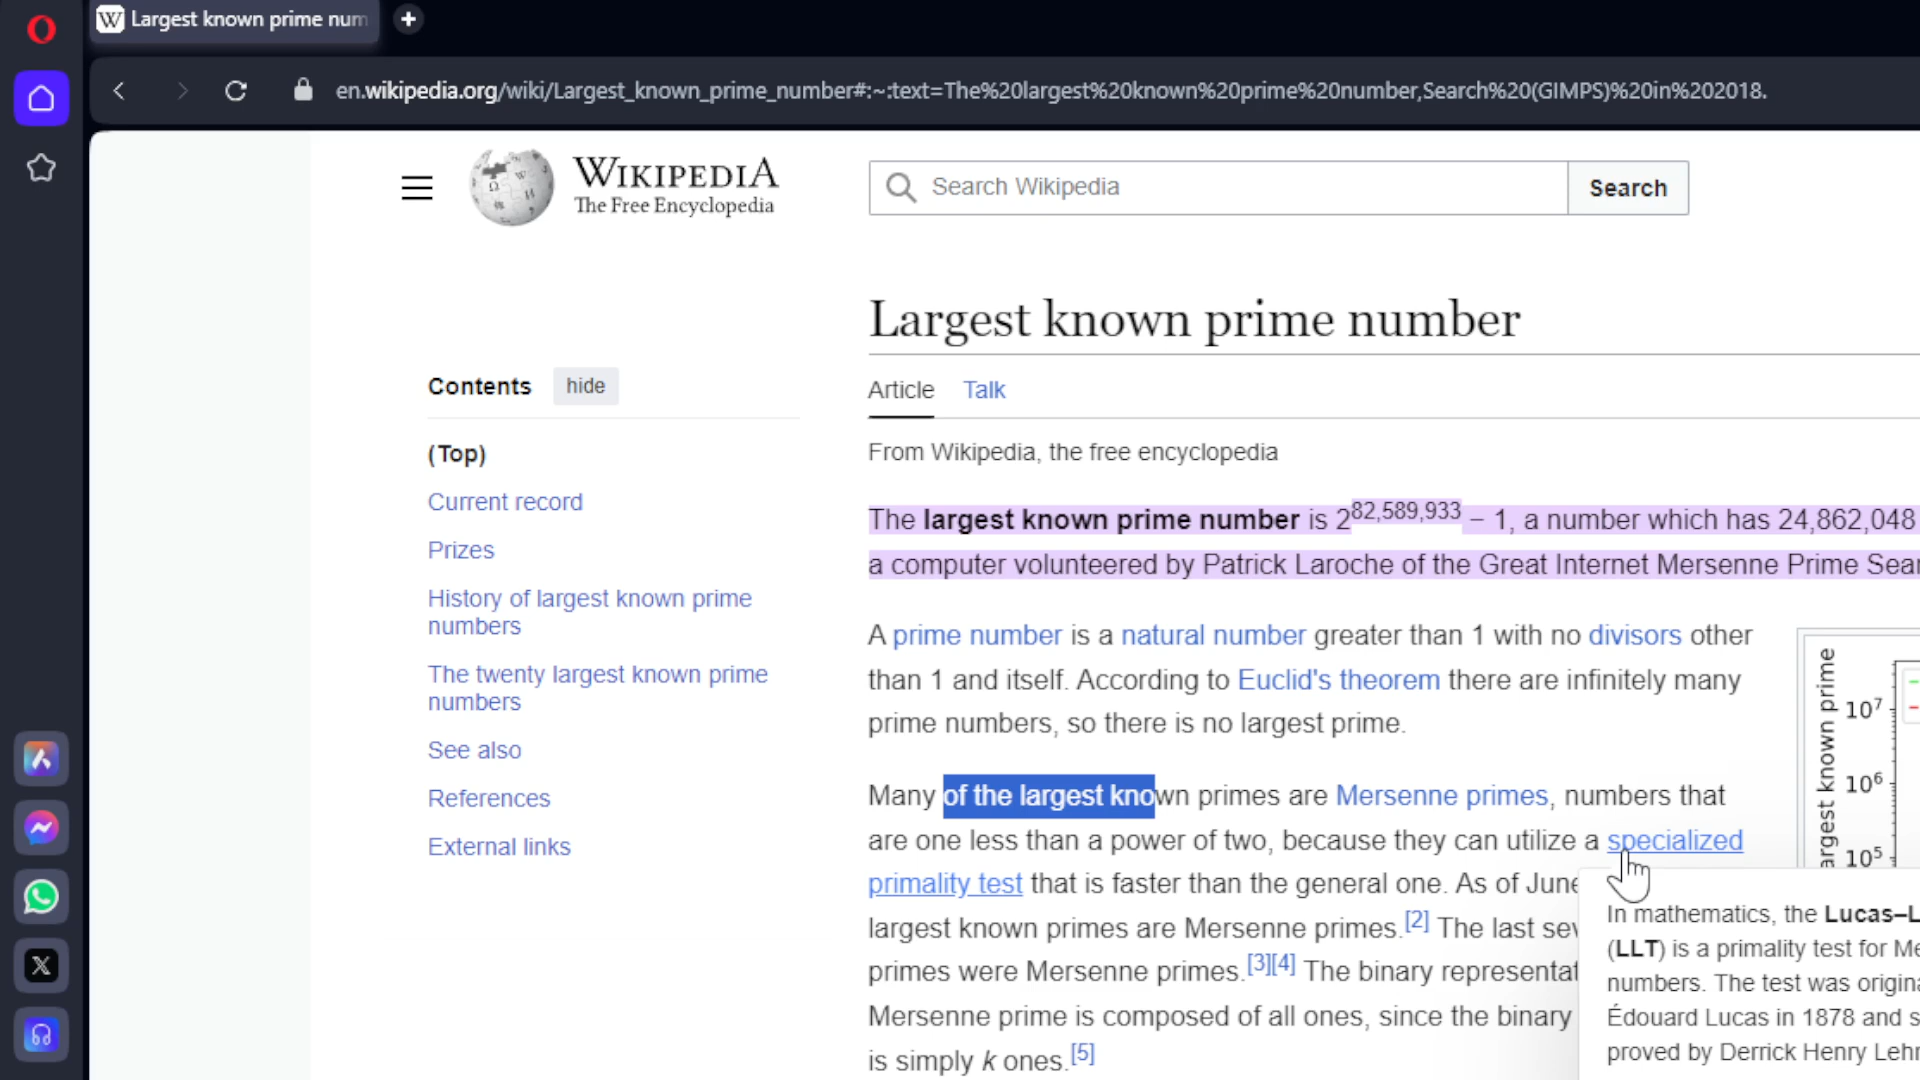 Largest known prime num
en.wikipedia.org/wiki/Largest_known_prime_number#:~:text=The%20largest%20known%20prime%20number,Search%20(GIMPS)%20in%202018.
WIKIPEDIA
The Free Encyclopedia
Search Wikipedia
Search
Largest known prime number
Contents
hide
Article
Talk
(Top)
Current record
Prizes
History of largest known prime
numbers
The twenty largest known prime
numbers
See also
References
External links
From Wikipedia, the free encyclopedia
The largest known prime number is 2^82,589,933 − 1, a number which has 24,862,048
a computer volunteered by Patrick Laroche of the Great Internet Mersenne Prime Sear
A prime number is a natural number greater than 1 with no divisors other
than 1 and itself. According to Euclid's theorem there are infinitely many
prime numbers, so there is no largest prime.
Many of the largest known primes are Mersenne primes, numbers that
are one less than a power of two, because they can utilize a specialized
primality test that is faster than the general one. As of June
largest known primes are Mersenne primes.[2] The last sev
primes were Mersenne primes.[3][4] The binary representat
Mersenne prime is composed of all ones, since the binary
is simply k ones.[5]
argest known prime
10^7
10^6
10^5
In mathematics, the Lucas–L
(LLT) is a primality test for Me
numbers. The test was origina
Édouard Lucas in 1878 and s
proved by Derrick Henry Lehr